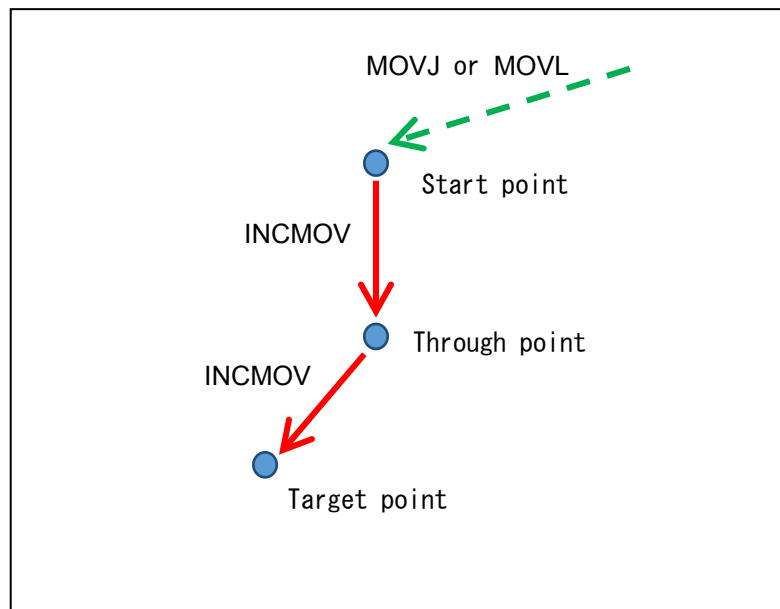 MOVJ or MOVL
Start point
INCMOV
Through point
INCMOV
Target point